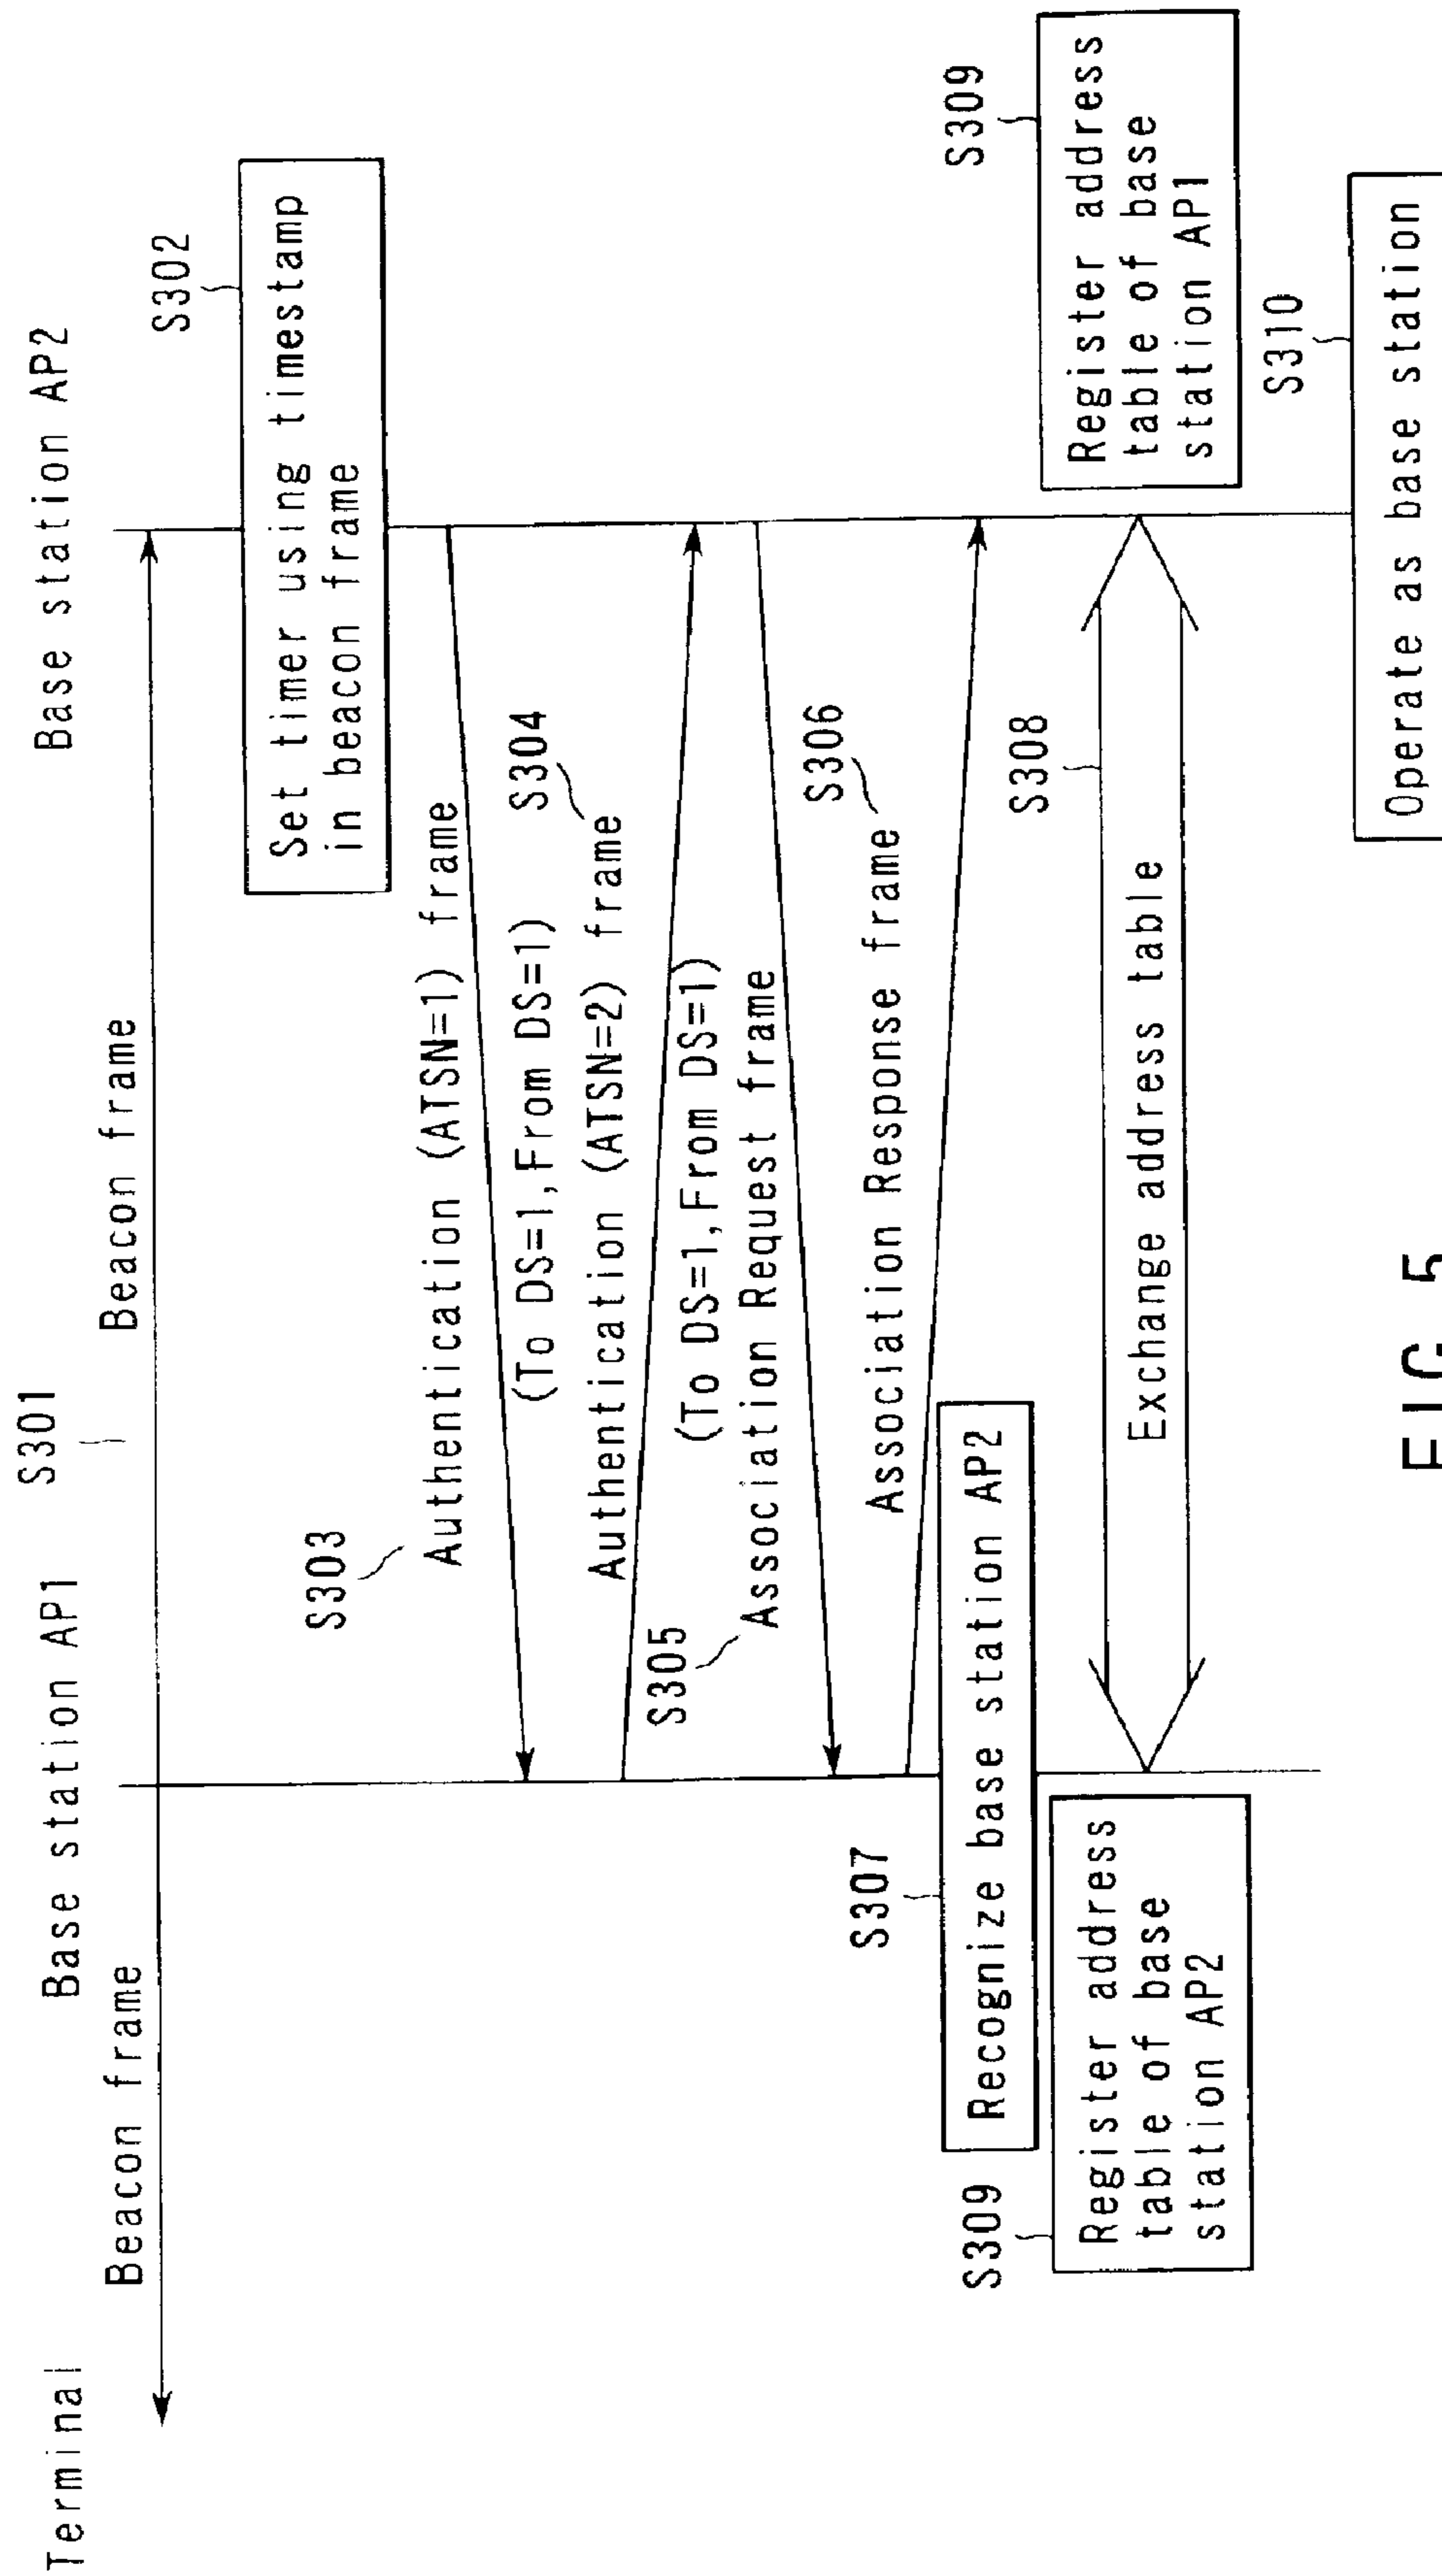 Terminal
Base station AP1
Base station AP2
S301
Beacon frame
Beacon frame
S302
Set timer using timestamp
in beacon frame
S303
Authentication (ATSN=1) frame
(To DS=1,From DS=1)
S304
Authentication (ATSN=2) frame
(To DS=1,From DS=1)
S305
Association Request frame
S306
Association Response frame
S307
Recognize base station AP2
S308
Exchange address table
S309
Register address
table of base
station AP2
S309
Register address
table of base
station AP1
S310
Operate as base station
FIG. 5